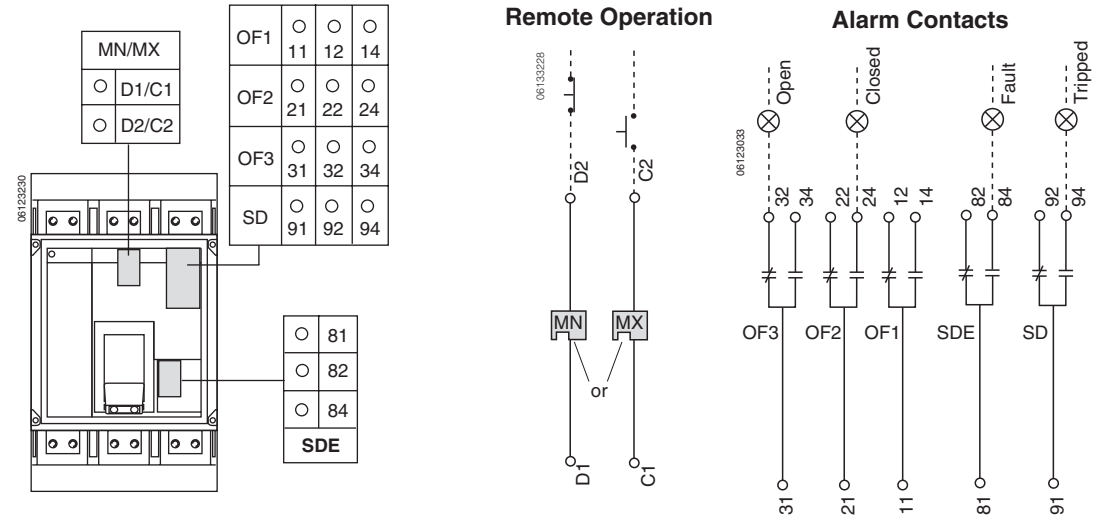 MN/MX
D1/C1
D2/C2
OF1
11 12 14
OF2
21 22 24
OF3
31 32 34
SD
91 92 94
06123230
81
82
84
SDE
Remote Operation
06133228
D2 C2
MN MX
or
D1 C1
Alarm Contacts
06123033
Open Closed Fault Tripped
32 34 22 24 12 14 82 84 92 94
OF3 OF2 OF1 SDE SD
31 21 11 81 91